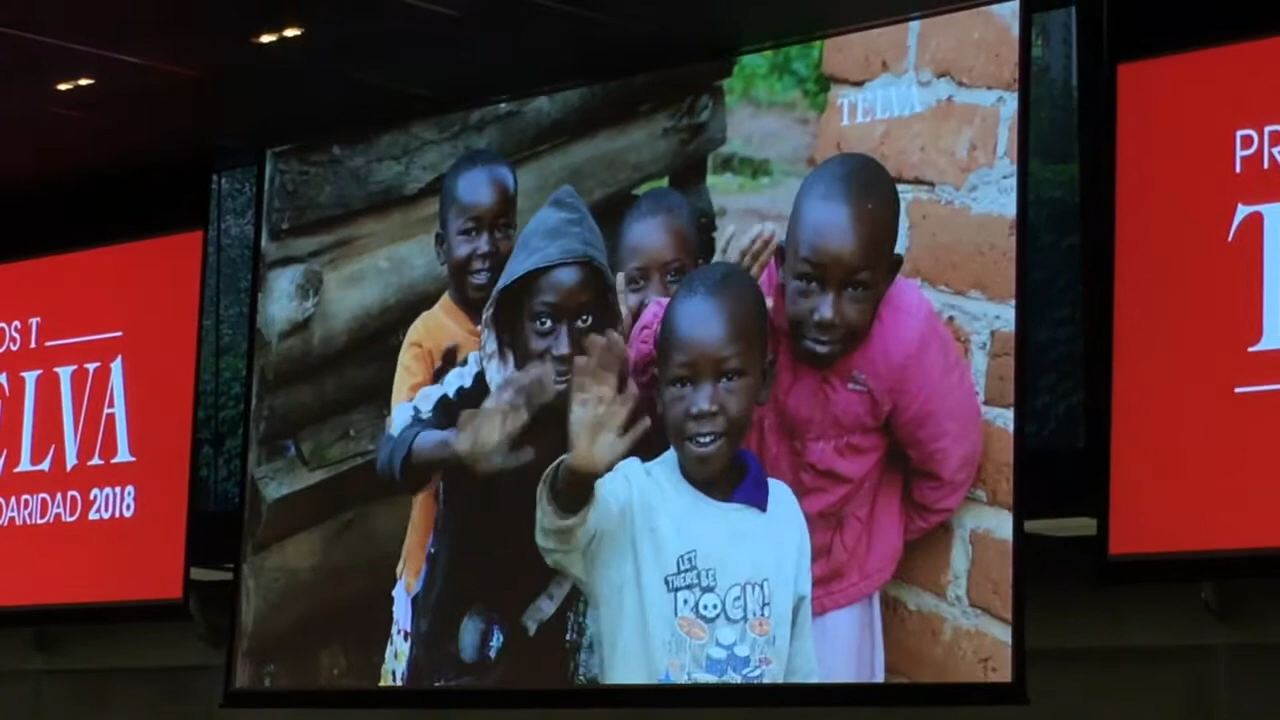 OS T
ELVA
DARIDAD 2018
TELVA
LET
THERE BE
ROCK!
PR
T